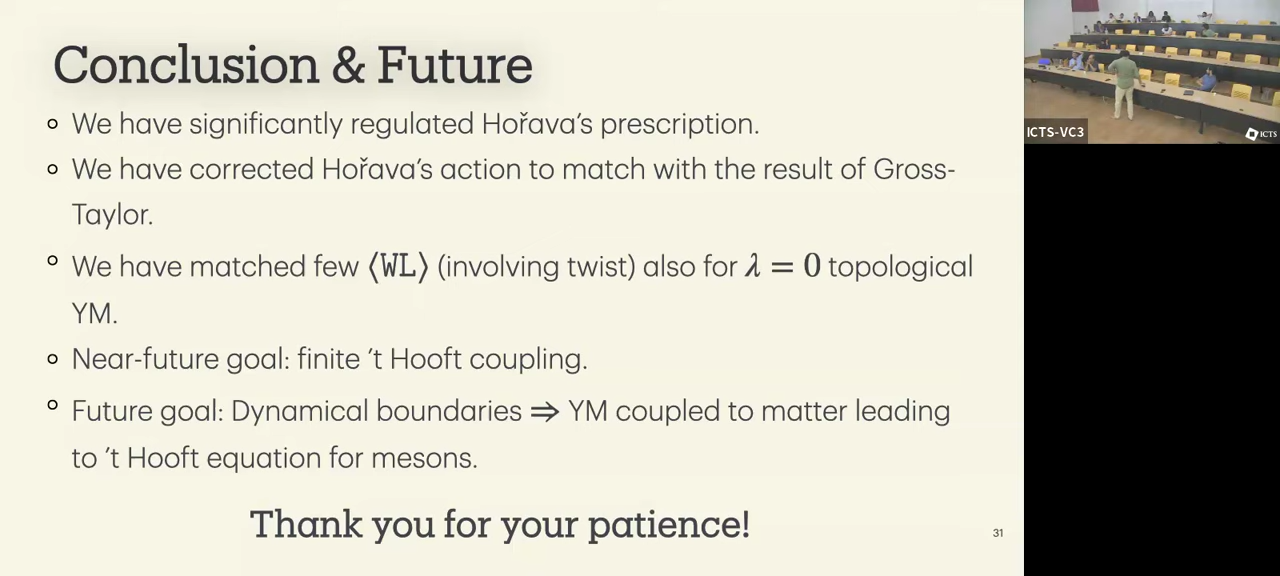 Conclusion & Future
◦ We have significantly regulated Hořava’s prescription.
◦ We have corrected Hořava’s action to match with the result of Gross-
Taylor.
◦ We have matched few ⟨WL⟩ (involving twist) also for λ = 0 topological
YM.
◦ Near-future goal: finite ’t Hooft coupling.
◦ Future goal: Dynamical boundaries ⇒ YM coupled to matter leading
to ’t Hooft equation for mesons.
Thank you for your patience!
31
ICTS-VC3
ICTS